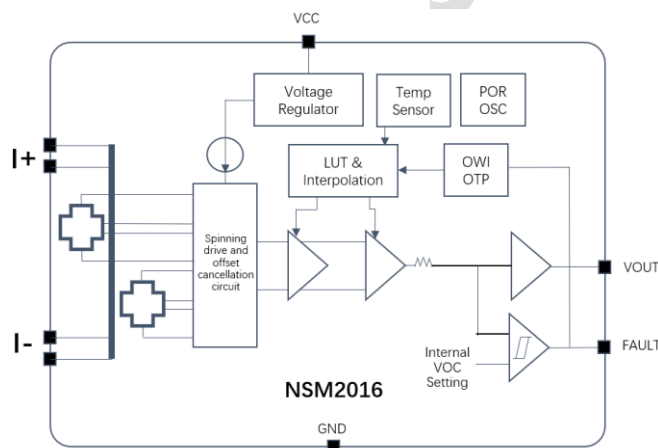 VCC
Voltage
Regulator
Temp
Sensor
POR
OSC
I+
LUT &
Interpolation
OWI
OTP
Spinning
drive and
offset
cancellation
circuit
VOUT
I-
Internal
VOC
Setting
FAULT
NSM2016
GND